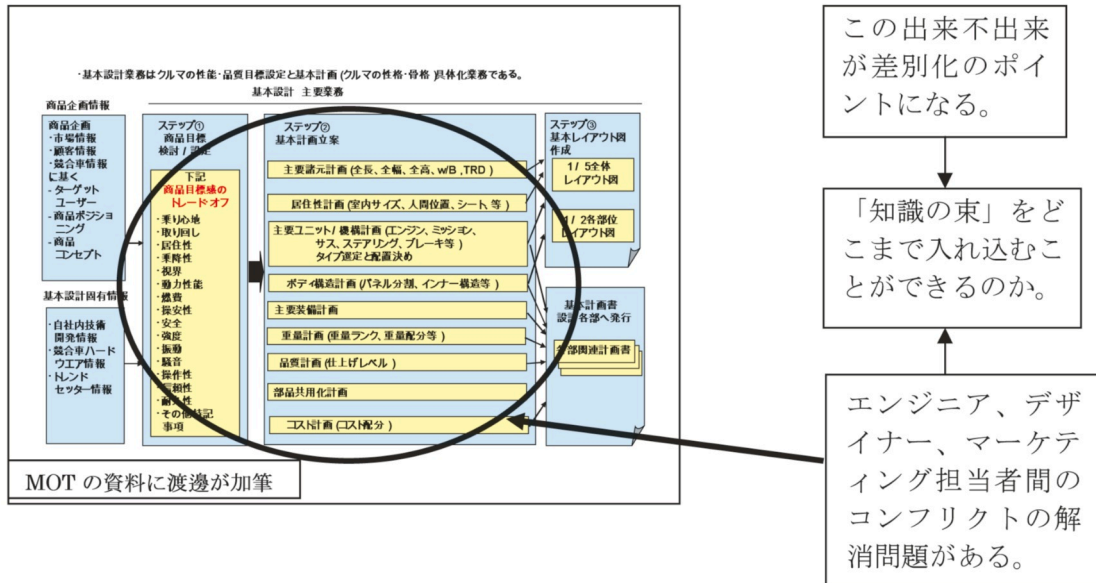 ・基本設計業務はクルマの性能・品質目標設定と基本計画(クルマの性格・骨格)具体化業務である。
基本設計 主要業務
商品企画情報
商品企画
・市場情報
・顧客情報
・競合車情報
に基く
- ターゲット
ユーザー
- 商品ポジショ
ニング
- 商品
コンセプト
基本設計固有情報
・自社内技術
開発情報
・競合車ハード
ウエア情報
・トレンド
セッター情報
ステップ①
商品目標
検討/設定
下記
商品目標値の
トレード・オフ
・乗り心地
・取り回し
・居住性
・乗降性
・視界
・動力性能
・燃費
・操安性
・安全
・強度
・振動
・騒音
・操作性
・信頼性
・耐久性
・その他特記
事項
ステップ②
基本計画立案
主要諸元計画(全長、全幅、全高、w/B,TRD)
居住性計画(室内サイズ、人間位置、シート、等)
主要ユニット/機構計画(エンジン、ミッション、
サス、ステアリング、ブレーキ等)
タイプ選定と配置決め
ボディ構造計画(パネル分割、インナー構造等)
主要装備計画
重量計画(重量ランク、重量配分等)
品質計画(仕上げレベル)
部品共用化計画
コスト計画(コスト配分)
ステップ③
基本レイアウト図
作成
1/5全体
レイアウト図
1/2各部位
レイアウト図
基本計画書
設計各部へ発行
各部関連計画書
MOTの資料に渡邊が加筆
この出来不出来
が差別化のポイ
ントになる。
「知識の束」をど
こまで入れ込むこ
とができるのか。
エンジニア、デザ
イナー、マーケテ
ィング担当者間の
コンフリクトの解
消問題がある。